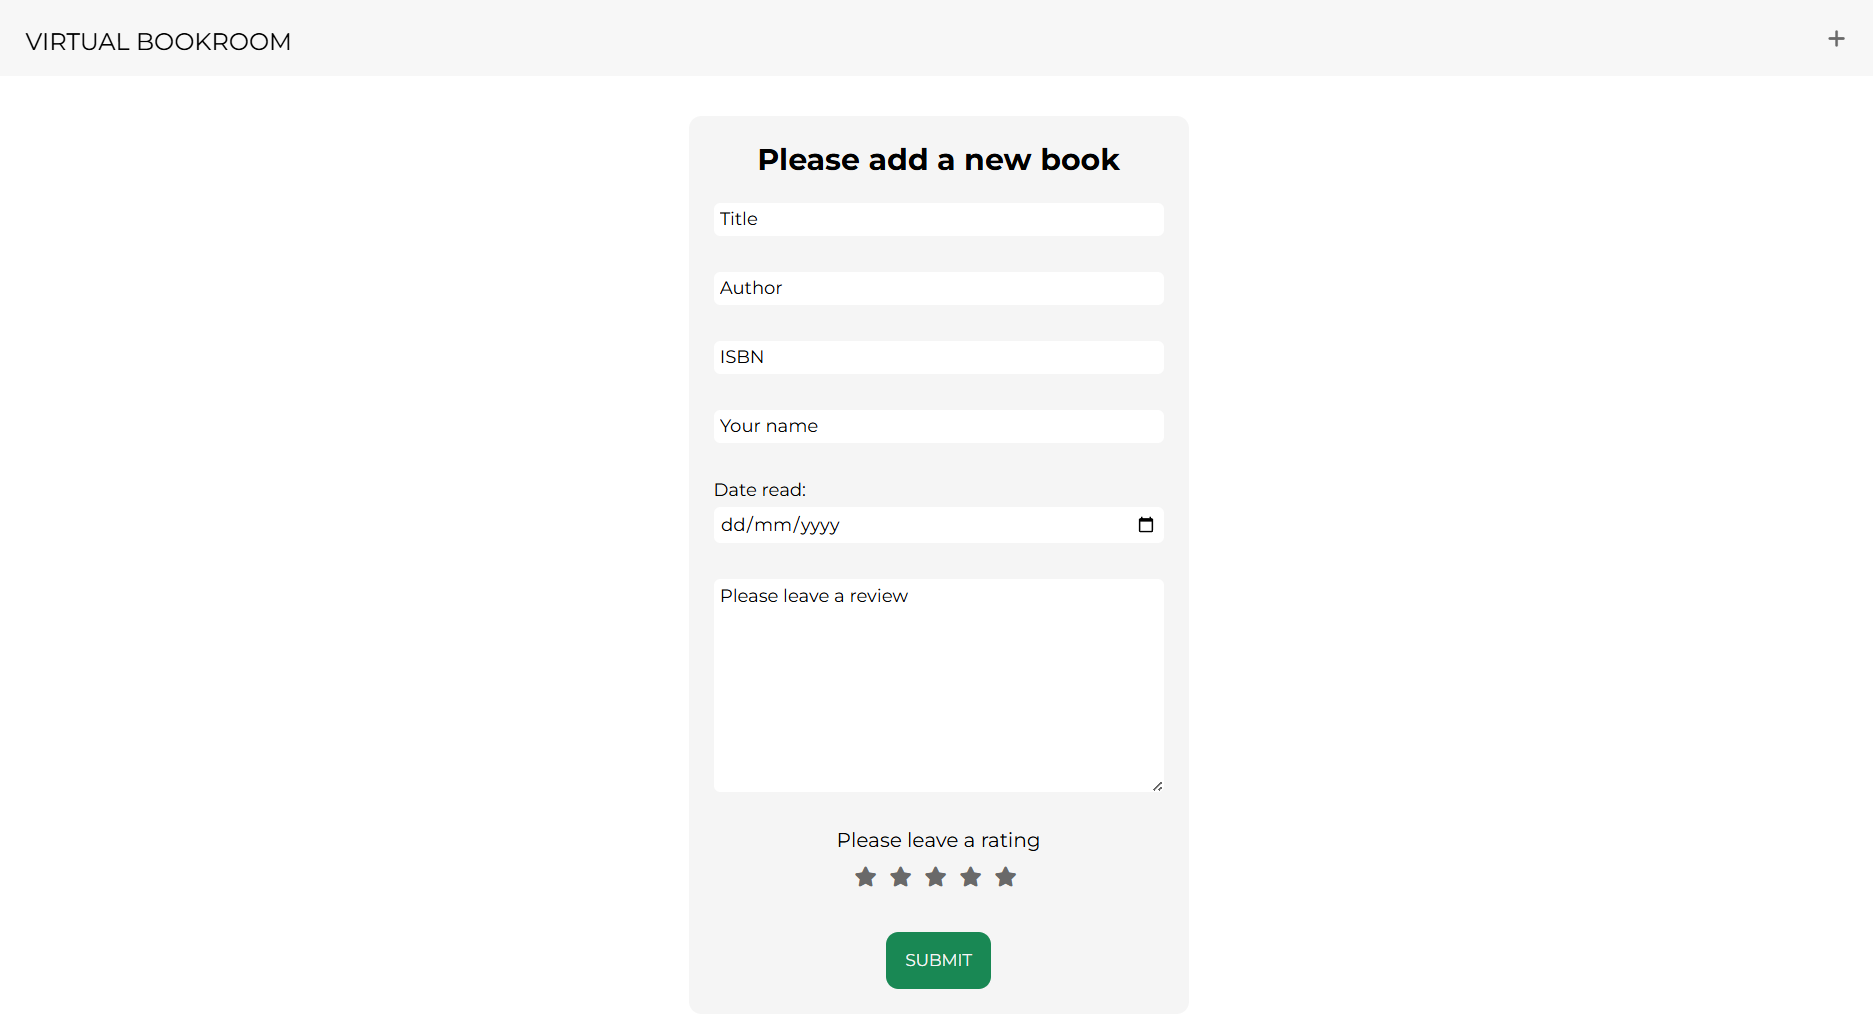 VIRTUAL BOOKROOM
Please add a new book
Title
Author
ISBN
Your name
Date read:
dd/mm/yyyy
Please leave a review
Please leave a rating
SUBMIT